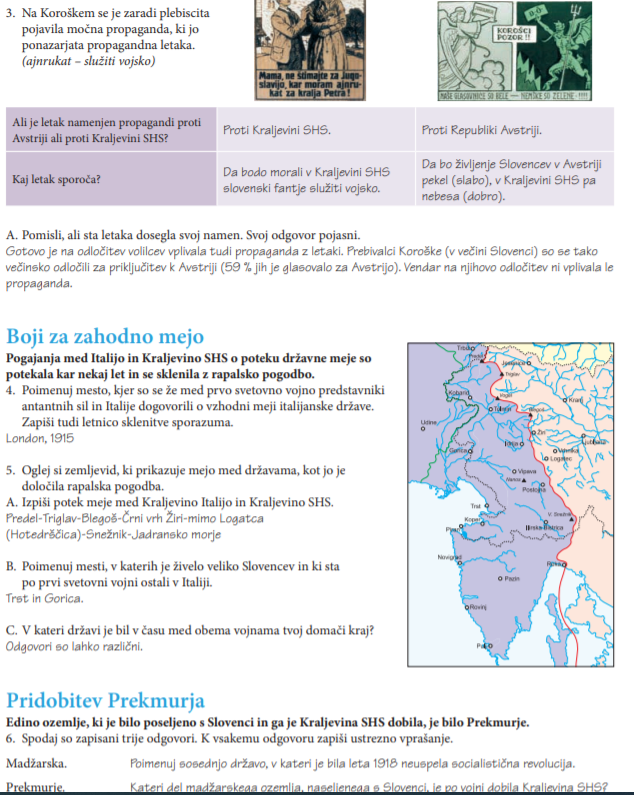 3. Na Koroškem se je zaradi plebiscita
pojavila močna propaganda, ki jo
ponazarjata propagandna letaka.
(ajnrukat – služiti vojsko)
Mama, ne štimajte za Jugo-
slavijo, kar moram ajnru-
kat za kralja Petra!
KOROŠCI
POZOR!!
NAŠE GLASOVNICE SO BELE – NEMŠKE SO ZELENE·!!!!
Ali je letak namenjen propagandi proti
Avstriji ali proti Kraljevini SHS?
Proti Kraljevini SHS.
Proti Republiki Avstriji.
Kaj letak sporoča?
Da bodo morali v Kraljevini SHS
slovenski fantje služiti vojsko.
Da bo življenje Slovencev v Avstriji
pekel (slabo), v Kraljevini SHS pa
nebesa (dobro).
A. Pomisli, ali sta letaka dosegla svoj namen. Svoj odgovor pojasni.
Gotovo je na odločitev volilcev vplivala tudi propaganda z letaki. Prebivalci Koroške (v večini Slovenci) so se tako
večinsko odločili za priključitev k Avstriji (59 % jih je glasovalo za Avstrijo). Vendar na njihovo odločitev ni vplivala le
propaganda.
Boji za zahodno mejo
Pogajanja med Italijo in Kraljevino SHS o poteku državne meje so
potekala kar nekaj let in se sklenila z rapalsko pogodbo.
4. Poimenuj mesto, kjer so se že med prvo svetovno vojno predstavniki
antantnih sil in Italije dogovorili o vzhodni meji italijanske države.
Zapiši tudi letnico sklenitve sporazuma.
London, 1915
5. Oglej si zemljevid, ki prikazuje mejo med državama, kot jo je
določila rapalska pogodba.
A. Izpiši potek meje med Kraljevino Italijo in Kraljevino SHS.
Predel-Triglav-Blegoš-Črni vrh Žiri-mimo Logatca
(Hotedrščica)-Snežnik-Jadransko morje
B. Poimenuj mesti, v katerih je živelo veliko Slovencev in ki sta
po prvi svetovni vojni ostali v Italiji.
Trst in Gorica.
C. V kateri državi je bil v času med obema vojnama tvoj domači kraj?
Odgovori so lahko različni.
Trbiž
Predel
Jesenice
Triglav
Kobarid
Vogel
Tolmin
Blegoš
Kranj
Udine
Žiri
Ljubljana
Idrija
Vrhnika
Gorica
Logatec
Vipava
Nanos
Postojna
Trst
Koper
Piran
V. Snežnik
Ilirska Bistrica
Novigrad
Reka
Pazin
Rovinj
Pulj
Pridobitev Prekmurja
Edino ozemlje, ki je bilo poseljeno s Slovenci in ga je Kraljevina SHS dobila, je bilo Prekmurje.
6. Spodaj so zapisani trije odgovori. K vsakemu odgovoru zapiši ustrezno vprašanje.
Madžarska.
Poimenuj sosednjo državo, v kateri je bila leta 1918 neuspela socialistična revolucija.
Prekmurje.
Kateri del madžarskega ozemlja, naseljenega s Slovenci, je po vojni dobila Kraljevina SHS?